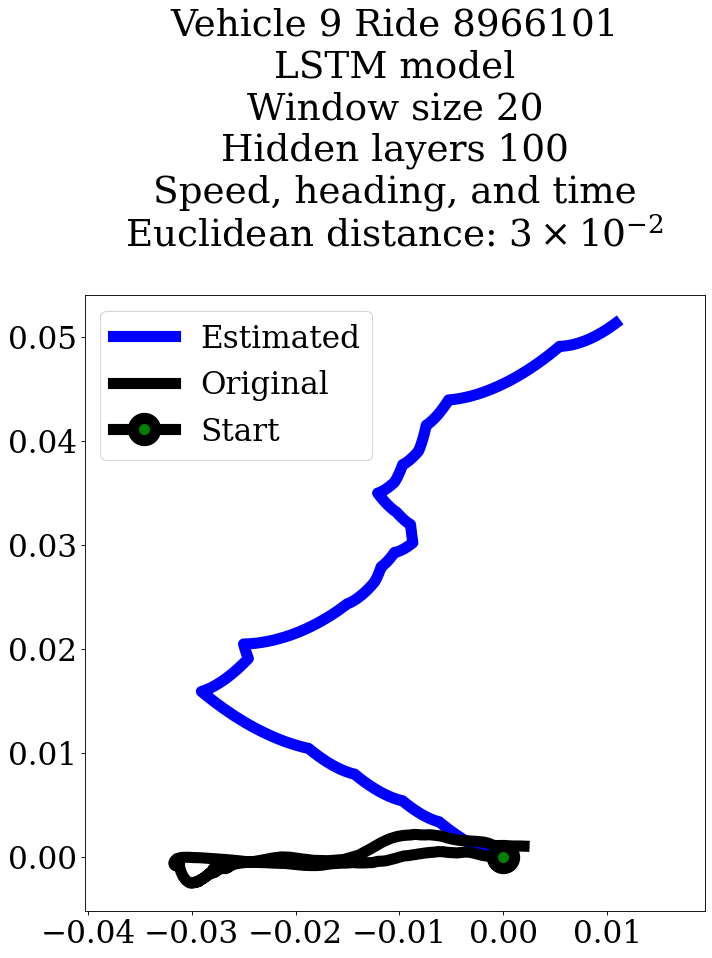 Vehicle 9 Ride 8966101
LSTM model
Window size 20
Hidden layers 100
Speed, heading, and time
Euclidean distance: 3 × 10⁻²
Estimated
Original
Start
0.05
0.04
0.03
0.02
0.01
0.00
−0.04 −0.03 −0.02 −0.01 0.00 0.01